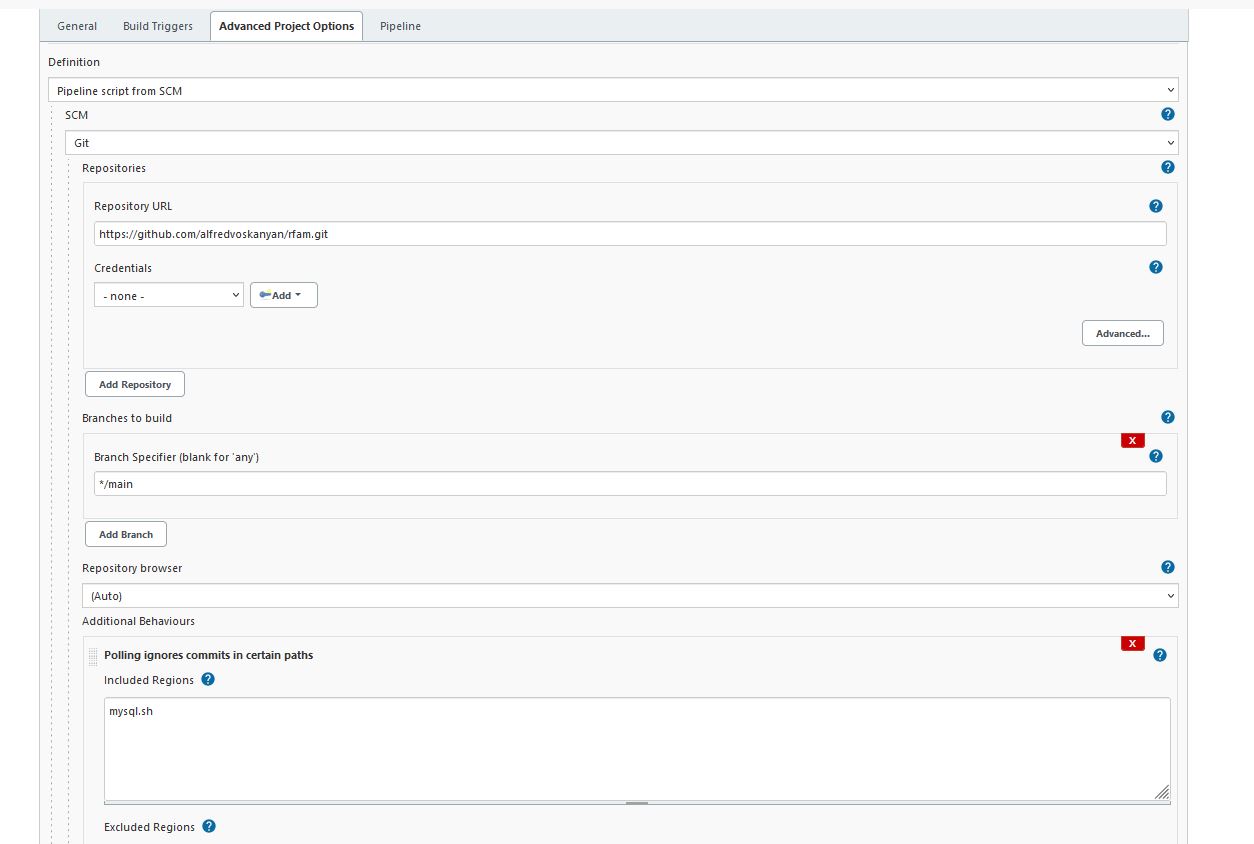 General Build Triggers Advanced Project Options Pipeline
Definition
Pipeline script from SCM
SCM
?
Git
Repositories
?
Repository URL
?
https://github.com/alfredvoskanyan/rfam.git
Credentials
?
- none -
Add
Advanced...
Add Repository
Branches to build
?
X
Branch Specifier (blank for 'any')
?
*/main
Add Branch
Repository browser
?
(Auto)
Additional Behaviours
X
Polling ignores commits in certain paths
?
Included Regions ?
mysql.sh
Excluded Regions ?